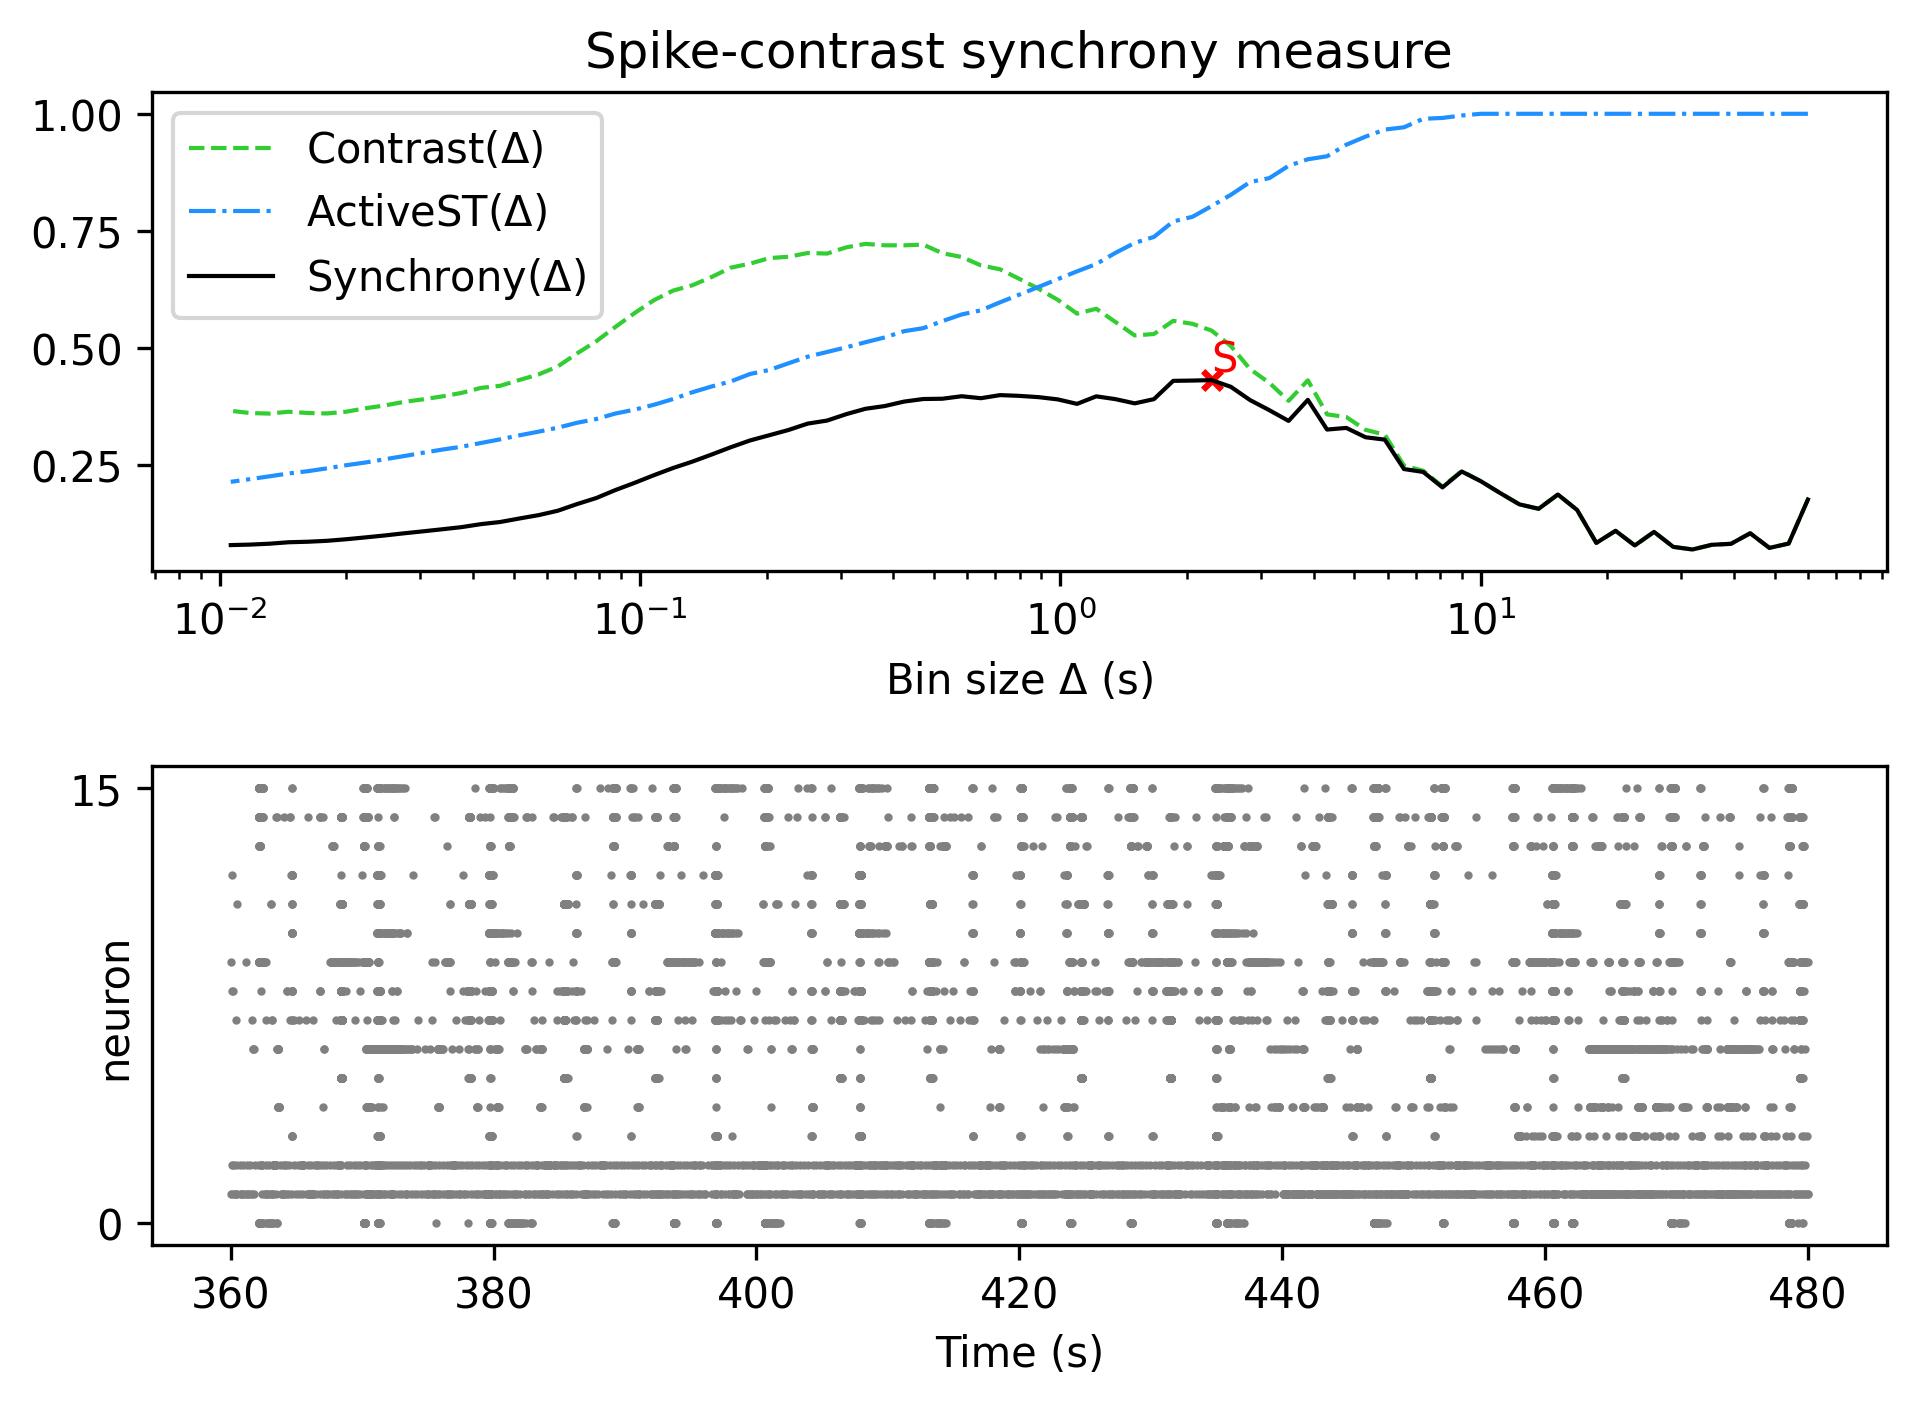 Spike-contrast synchrony measure
1.00
0.75
0.50
0.25
Contrast(Δ)
ActiveST(Δ)
Synchrony(Δ)
S
10⁻² 10⁻¹ 10⁰ 10¹
Bin size Δ (s)
15
0
neuron
360 380 400 420 440 460 480
Time (s)